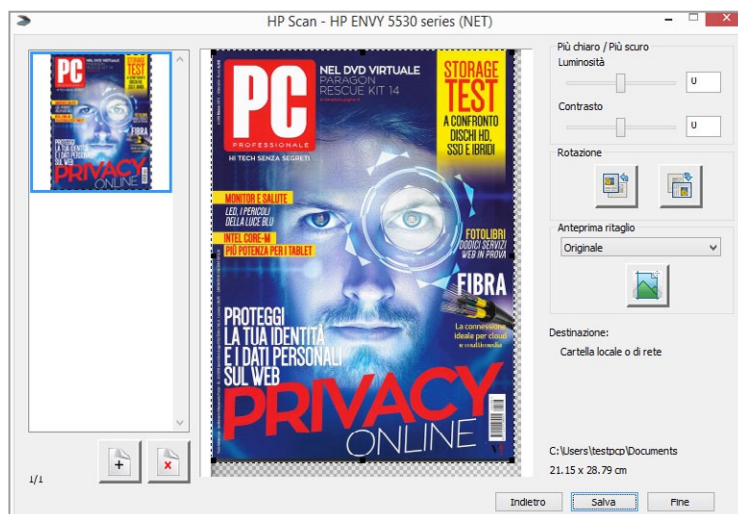 HP Scan - HP ENVY 5530 series (NET)
PC
NEL DVD VIRTUALE
PARAGON
RESCUE KIT 14
STORAGE
TEST
A CONFRONTO
DISCHI HD,
SSD E IBRIDI
PROFESSIONALE
HI TECH SENZA SEGRETI
MONITOR E SALUTE
LED, I PERICOLI
DELLA LUCE BLU
INTEL CORE-M
PIÙ POTENZA PER I TABLET
FOTOLIBRI
DODICI SERVIZI
WEB IN PROVA
FIBRA
La connessione
ideale per cloud
e multimedia
PROTEGGI
LA TUA IDENTITÀ
E I DATI PERSONALI
SUL WEB
PRIVACY
ONLINE
1/1
Più chiaro / Più scuro
Luminosità
0
Contrasto
0
Rotazione
Anteprima ritaglio
Originale
Destinazione:
Cartella locale o di rete
C:\Users\testpcp\Documents
21.15 x 28.79 cm
Indietro
Salva
Fine